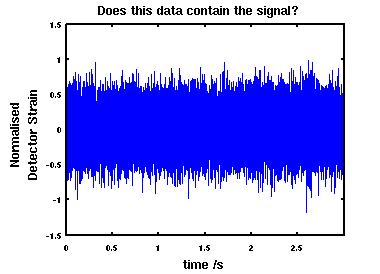 Does this data contain the signal?
1.5
1
0.5
0
-0.5
-1
-1.5
Normalised
Detector Strain
0 0.5 1 1.5 2 2.5
time /s